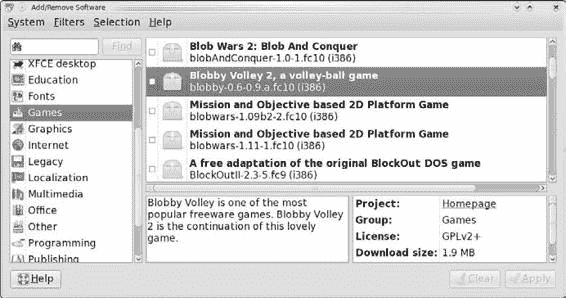 Add/Remove Software
System Filters Selection Help
Find
XFCE desktop
Education
Fonts
Games
Graphics
Internet
Legacy
Localization
Multimedia
Office
Other
Programming
Publishing
Blob Wars 2: Blob And Conquer
blobAndConquer-1.0-1.fc10 (i386)
Blobby Volley 2, a volley-ball game
blobby-0.6-0.9.a.fc10 (i386)
Mission and Objective based 2D Platform Game
blobwars-1.09b2-2.fc10 (i386)
Mission and Objective based 2D Platform Game
blobwars-1.11-1.fc10 (i386)
A free adaptation of the original BlockOut DOS game
BlockOutII-2.3-5.fc9 (i386)
Blobby Volley is one of the most
popular freeware games. Blobby Volley
2 is the continuation of this lovely
game.
Project: Homepage
Group: Games
License: GPLv2+
Download size: 1.9 MB
Help
Clear Apply